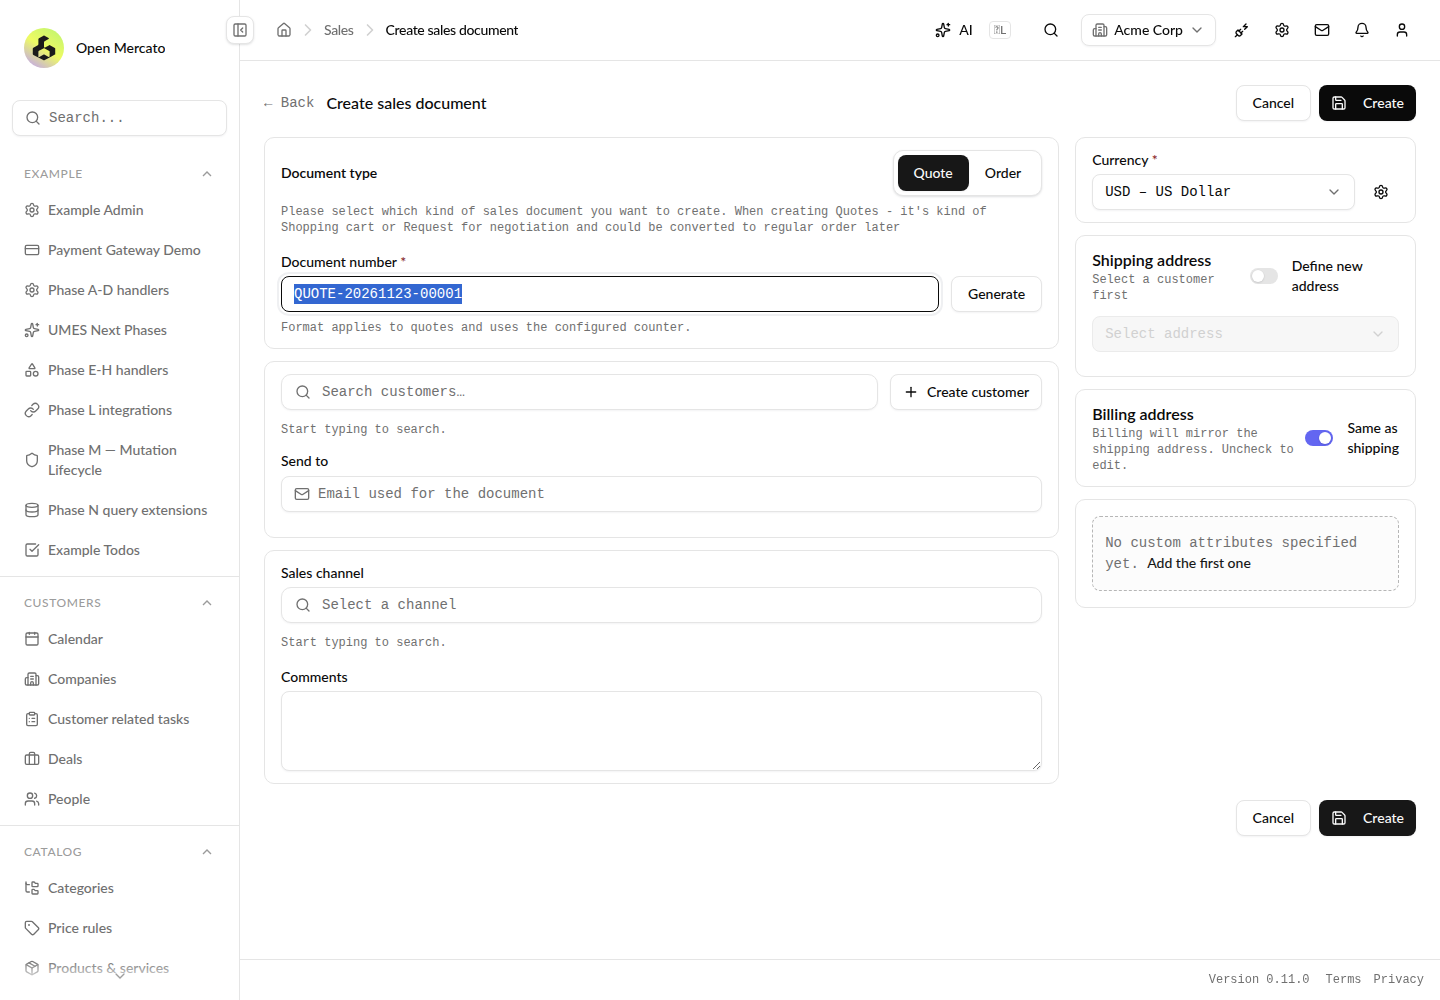 Open Mercato
Search...
EXAMPLE
Example Admin
Payment Gateway Demo
Phase A-D handlers
UMES Next Phases
Phase E-H handlers
Phase L integrations
Phase M — Mutation
Lifecycle
Phase N query extensions
Example Todos
CUSTOMERS
Calendar
Companies
Customer related tasks
Deals
People
CATALOG
Categories
Price rules
Products & services
Sales
Create sales document
AI
Acme Corp
← Back
Create sales document
Cancel
Create
Document type
Quote
Order
Please select which kind of sales document you want to create. When creating Quotes - it's kind of
Shopping cart or Request for negotiation and could be converted to regular order later
Document number *
QUOTE-20261123-00001
Generate
Format applies to quotes and uses the configured counter.
Search customers…
Create customer
Start typing to search.
Send to
Email used for the document
Sales channel
Select a channel
Start typing to search.
Comments
Currency *
USD – US Dollar
Shipping address
Select a customer
first
Define new
address
Select address
Billing address
Billing will mirror the
shipping address. Uncheck to
edit.
Same as
shipping
No custom attributes specified
yet. Add the first one
Cancel
Create
Version 0.11.0
Terms
Privacy